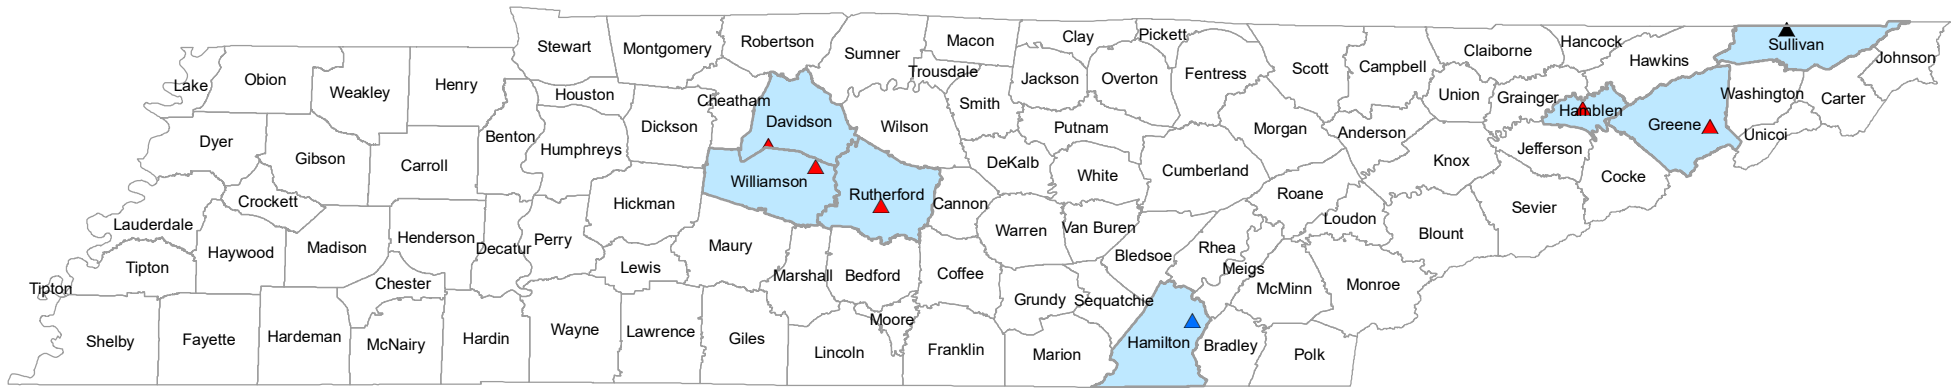 Stewart
Montgomery
Robertson
Sumner
Macon
Clay
Pickett
Claiborne
Hancock
Hawkins
Sullivan
Johnson
Lake
Obion
Weakley
Henry
Houston
Cheatham
Trousdale
Jackson
Overton
Fentress
Scott
Campbell
Union
Grainger
Hamblen
Washington
Carter
Dyer
Gibson
Carroll
Benton
Humphreys
Dickson
Davidson
Wilson
Smith
Putnam
Morgan
Anderson
Knox
Jefferson
Greene
Unicoi
Lauderdale
Crockett
Hickman
Williamson
Rutherford
Cannon
DeKalb
White
Cumberland
Roane
Loudon
Blount
Sevier
Cocke
Tipton
Tipton
Haywood
Madison
Henderson
Chester
Decatur
Perry
Lewis
Maury
Marshall
Bedford
Coffee
Warren
Van Buren
Bledsoe
Rhea
Meigs
McMinn
Monroe
Shelby
Fayette
Hardeman
McNairy
Hardin
Wayne
Lawrence
Giles
Lincoln
Moore
Franklin
Grundy
Sequatchie
Marion
Hamilton
Bradley
Polk